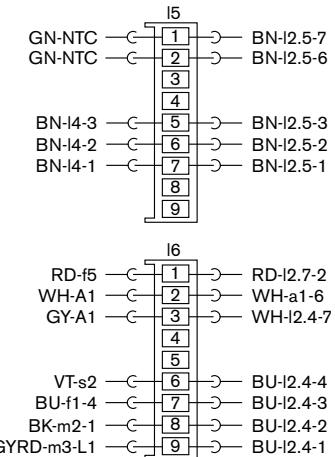 I5
GN-NTC 1 BN-I2.5-7
GN-NTC 2 BN-I2.5-6
3
4
BN-I4-3 5 BN-I2.5-3
BN-I4-2 6 BN-I2.5-2
BN-I4-1 7 BN-I2.5-1
8
9
I6
RD-f5 1 RD-I2.7-2
WH-A1 2 WH-a1-6
GY-A1 3 WH-I2.4-7
4
5
VT-s2 6 BU-I2.4-4
BU-f1-4 7 BU-I2.4-3
BK-m2-1 8 BU-I2.4-2
GYRD-m3-L1 9 BU-I2.4-1